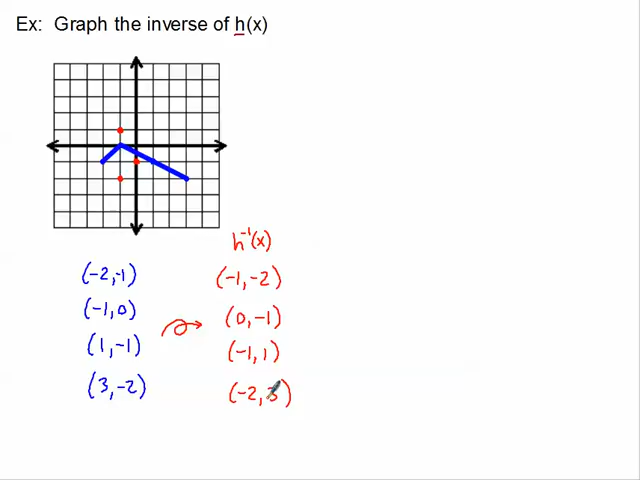 Ex: Graph the inverse of h(x)
h⁻¹(x)
(-2,-1) (-1,-2)
(-1,0) (0,-1)
(1,-1) (-1,1)
(3,-2) (-2,3)